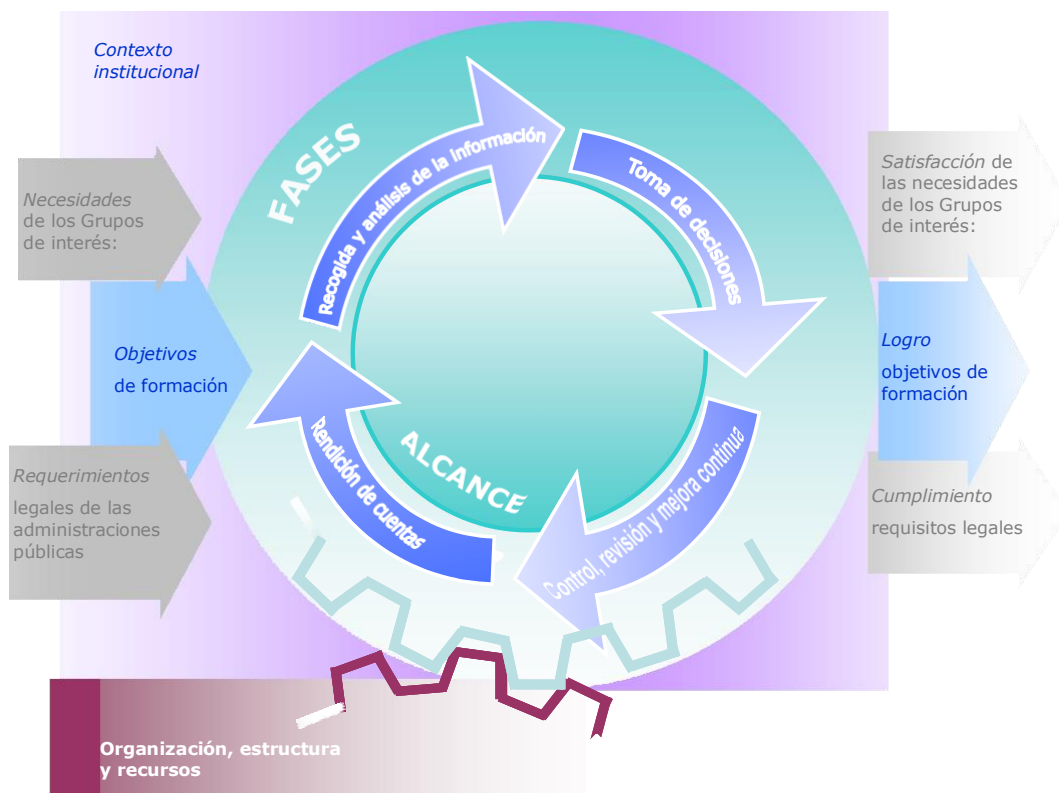 Contexto
institucional
FASES
Recogida y análisis de la información
Toma de decisiones
Necesidades
de los Grupos
de interés:
Satisfacción de
las necesidades
de los Grupos
de interés:
Objetivos
de formación
Logro
objetivos de
formación
ALCANCE
Rendición de cuentas
Control, revisión y mejora continua
Requerimientos
legales de las
administraciones
públicas
Cumplimiento
requisitos legales
Organización, estructura
y recursos